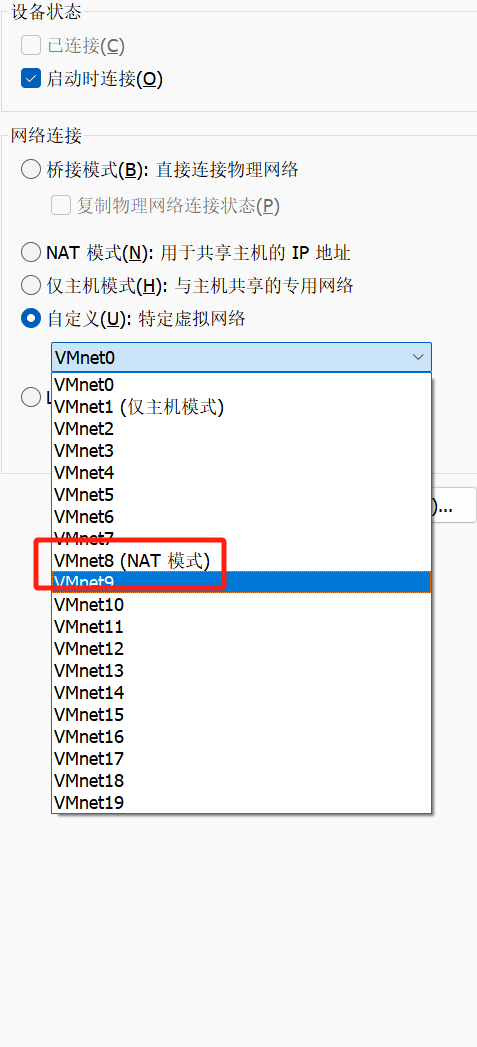 设备状态
已连接(C)
启动时连接(O)
网络连接
桥接模式(B): 直接连接物理网络
复制物理网络连接状态(P)
NAT 模式(N): 用于共享主机的 IP 地址
仅主机模式(H): 与主机共享的专用网络
自定义(U): 特定虚拟网络
VMnet0
VMnet0
VMnet1 (仅主机模式)
VMnet2
VMnet3
VMnet4
VMnet5
VMnet6
VMnet7
)...
VMnet8 (NAT 模式)
VMnet9
VMnet10
VMnet11
VMnet12
VMnet13
VMnet14
VMnet15
VMnet16
VMnet17
VMnet18
VMnet19